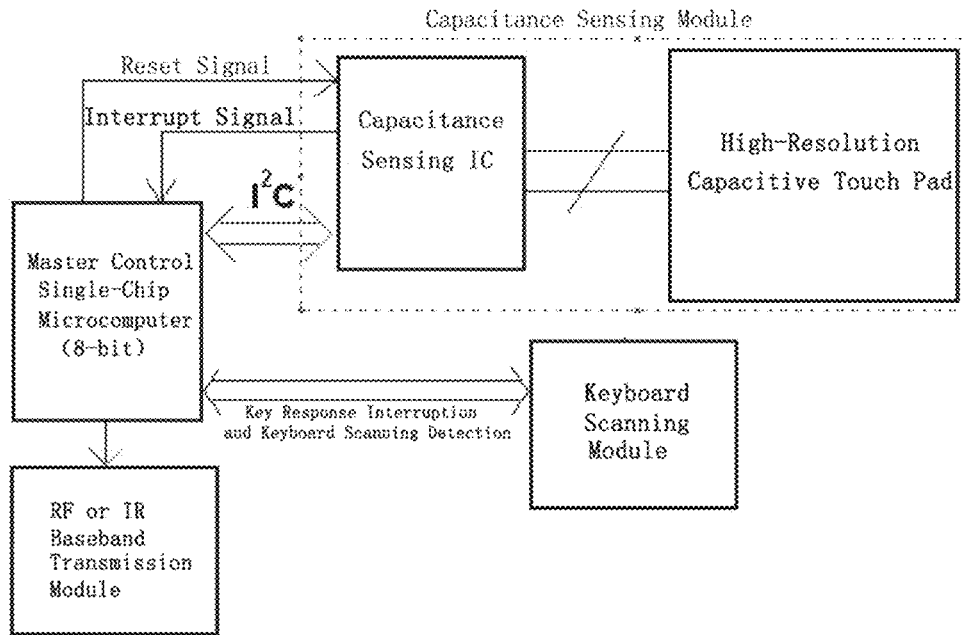 Capacitance Sensing Module
Reset Signal
Interrupt Signal
Capacitance
Sensing IC
High-Resolution
Capacitive Touch Pad
I²C
Master Control
Single-Chip
Microcomputer
(8-bit)
Key Response Interruption
and Keyboard Scanning Detection
Keyboard
Scanning
Module
RF or IR
Baseband
Transmission
Module